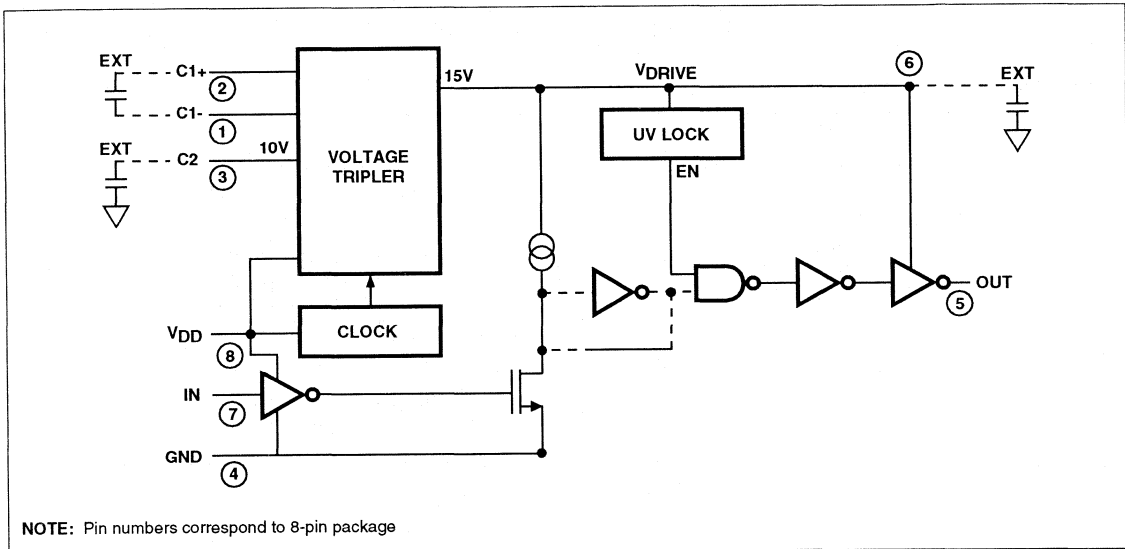 EXT
C1+
2
15V
VDRIVE
6
EXT
C1-
1
UV LOCK
EXT
C2
10V
3
VOLTAGE
TRIPLER
EN
OUT
5
VDD
8
CLOCK
IN
7
GND
4
NOTE: Pin numbers correspond to 8-pin package